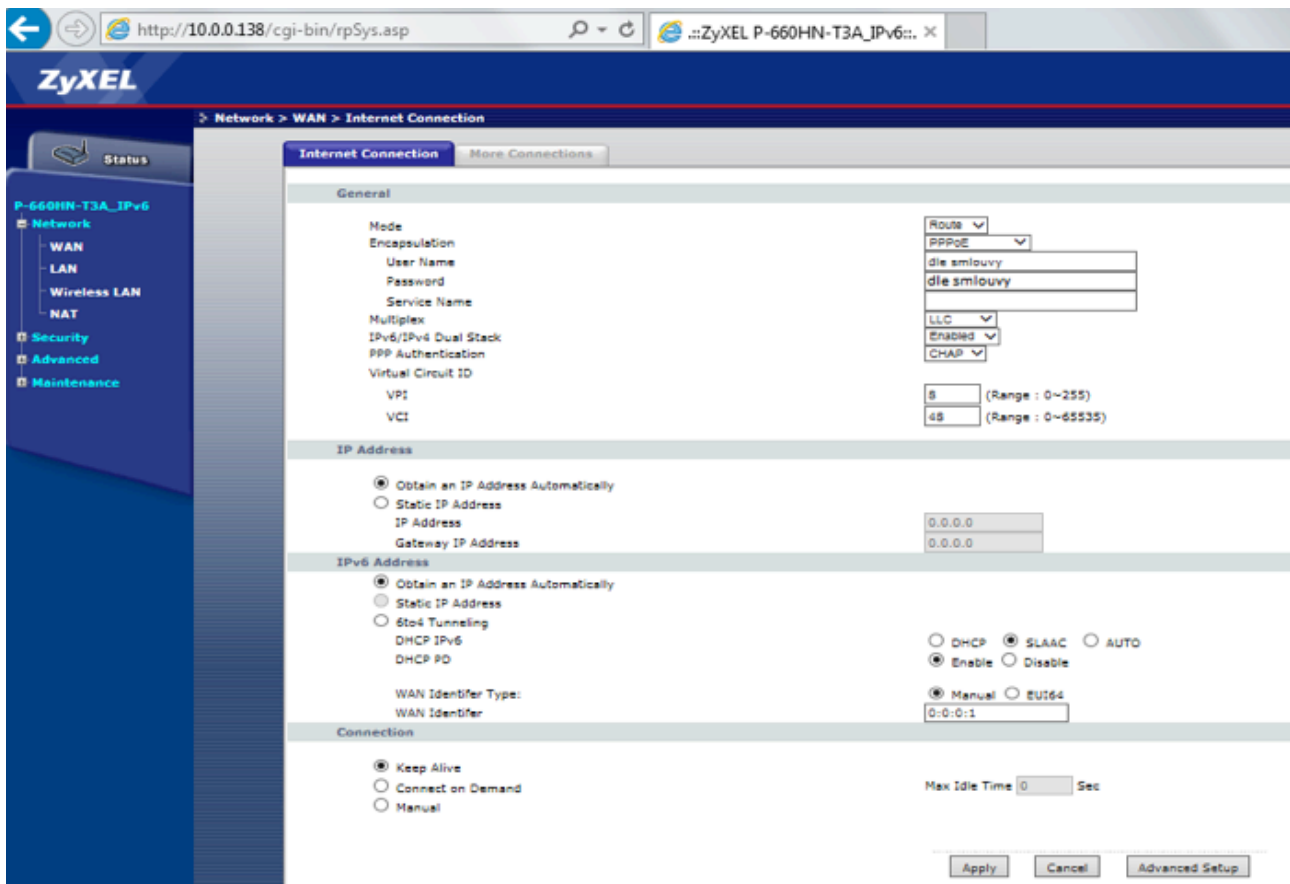 http://10.0.0.138/cgi-bin/rpSys.asp
.::ZyXEL P-660HN-T3A_IPv6::.
ZyXEL
Network > WAN > Internet Connection
Status
Internet Connection More Connections
P-660HN-T3A_IPv6
Network
WAN
LAN
Wireless LAN
NAT
Security
Advanced
Maintenance
General
Mode Route
Encapsulation PPPoE
User Name dle smlouvy
Password dle smlouvy
Service Name
Multiplex LLC
IPv6/IPv4 Dual Stack Enabled
PPP Authentication CHAP
Virtual Circuit ID
VPI 8 (Range : 0~255)
VCI 48 (Range : 0~65535)
IP Address
Obtain an IP Address Automatically
Static IP Address
IP Address 0.0.0.0
Gateway IP Address 0.0.0.0
IPv6 Address
Obtain an IP Address Automatically
Static IP Address
6to4 Tunneling
DHCP IPv6 DHCP SLAAC AUTO
DHCP PD Enable Disable
WAN Identifer Type: Manual EUI64
WAN Identifer 0:0:0:1
Connection
Keep Alive
Connect on Demand Max Idle Time 0 Sec
Manual
Apply Cancel Advanced Setup